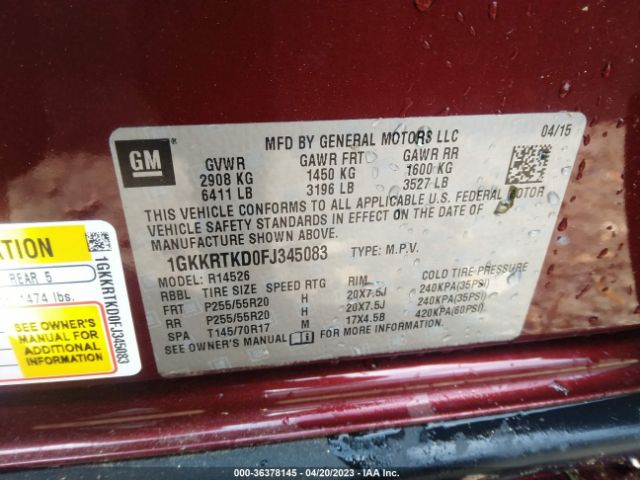 GM
MFD BY GENERAL MOTORS LLC
04/15
GVWR GAWR FRT GAWR RR
2908 KG 1450 KG 1600 KG
6411 LB 3196 LB 3527 LB
THIS VEHICLE CONFORMS TO ALL APPLICABLE U.S. FEDERAL MOTOR
VEHICLE SAFETY STANDARDS IN EFFECT ON THE DATE OF
MANUFACTURE SHOWN ABOVE.
1GKKRTKD0FJ345083 TYPE: M.P.V.
MODEL: R14526
RBBL TIRE SIZE SPEED RTG RIM COLD TIRE PRESSURE
FRT P255/55R20 H 20X7.5J 240KPA(35PSI)
RR P255/55R20 H 20X7.5J 240KPA(35PSI)
SPA T145/70R17 M 17X4.5B 420KPA(60PSI)
SEE OWNER'S MANUAL FOR ADDITIONAL INFORMATION.
REAR 5
1474 lbs.
SEE OWNER'S
MANUAL FOR
ADDITIONAL
INFORMATION
1GKKRTKD0FJ345083
000-36378145 - 04/20/2023 - IAA Inc.